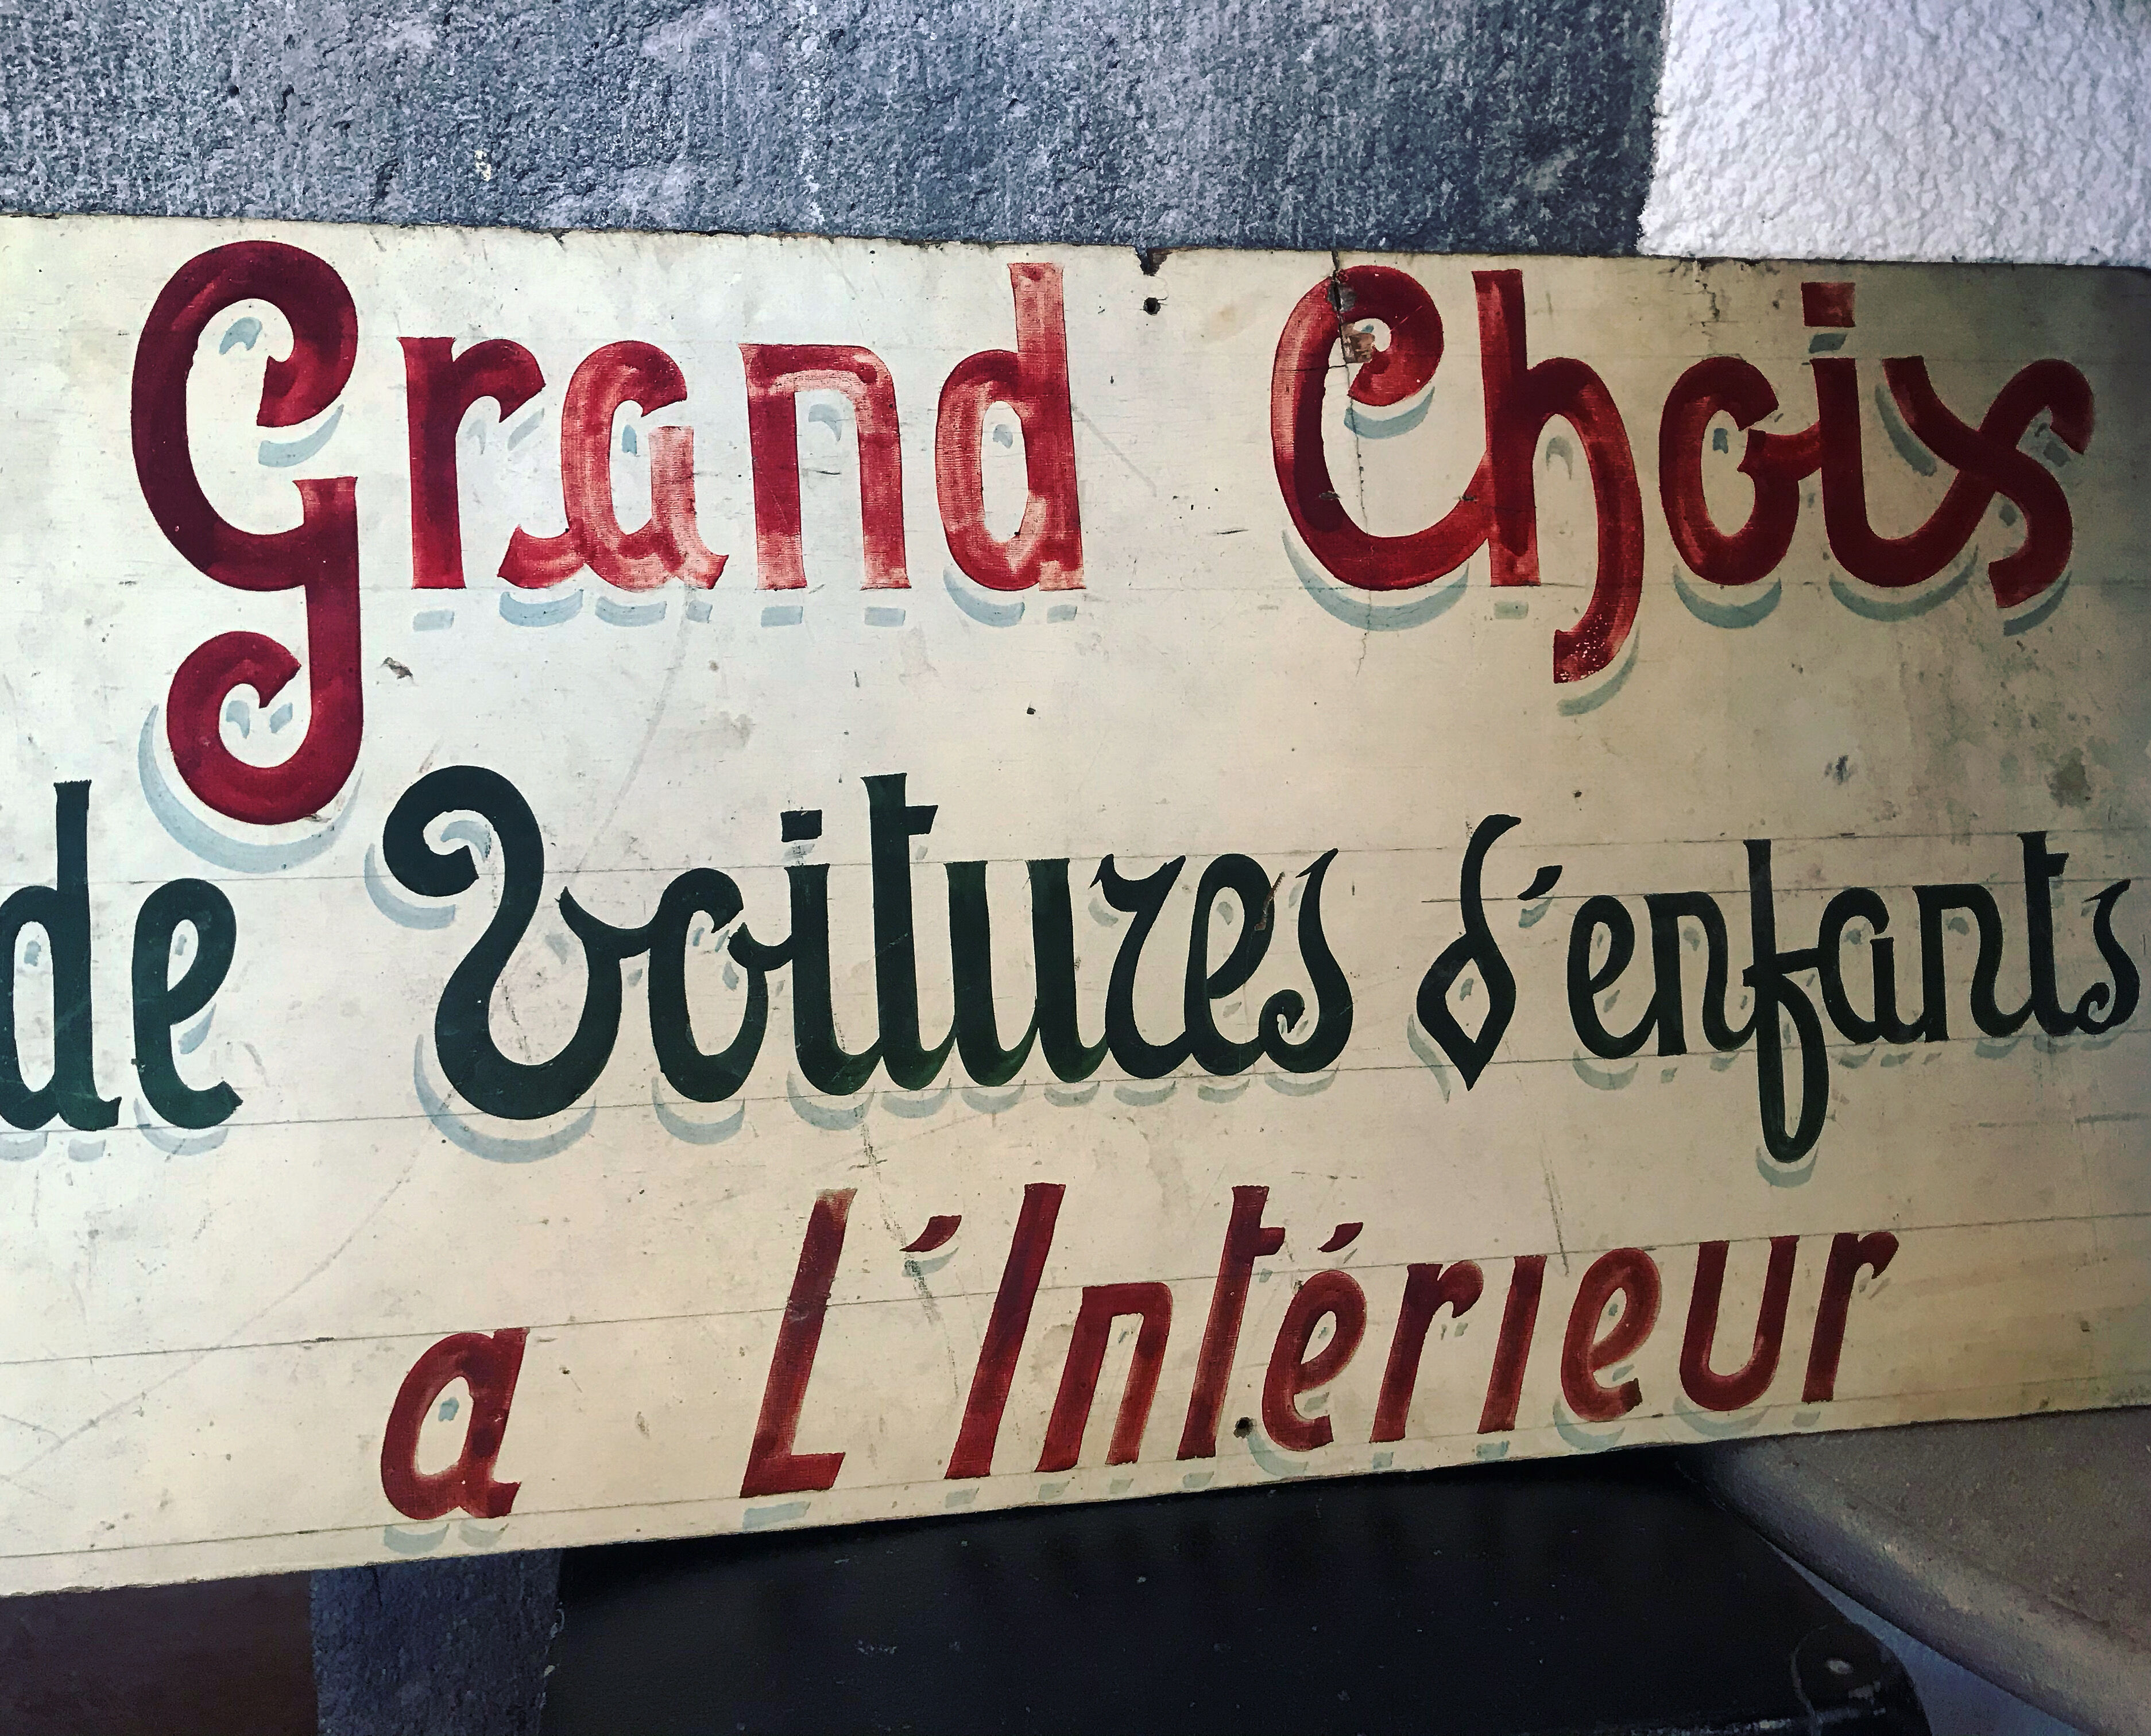 Grand Choix
de Voitures d'enfants
a L'Intérieur